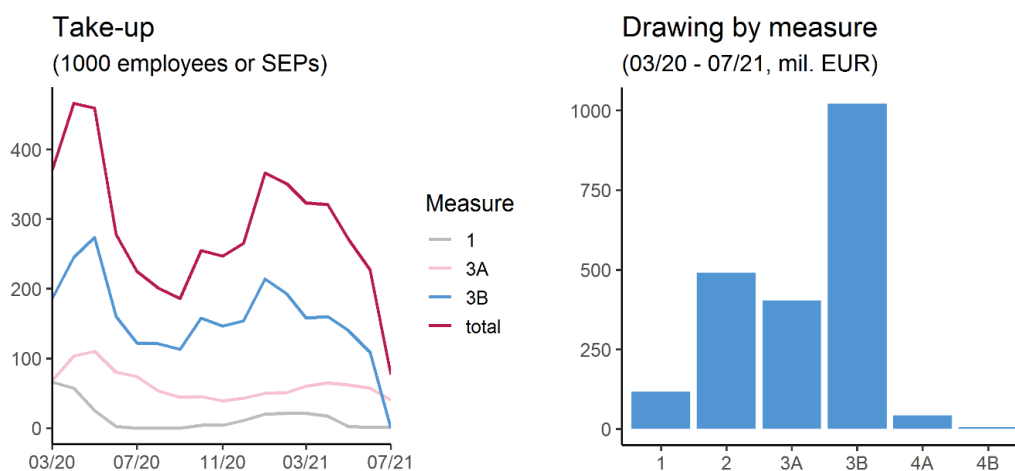 Take-up
(1000 employees or SEPs)
400
300
200
100
0
03/20 07/20 11/20 03/21 07/21
Measure
1
3A
3B
total
Drawing by measure
(03/20 - 07/21, mil. EUR)
1000
750
500
250
0
1 2 3A 3B 4A 4B